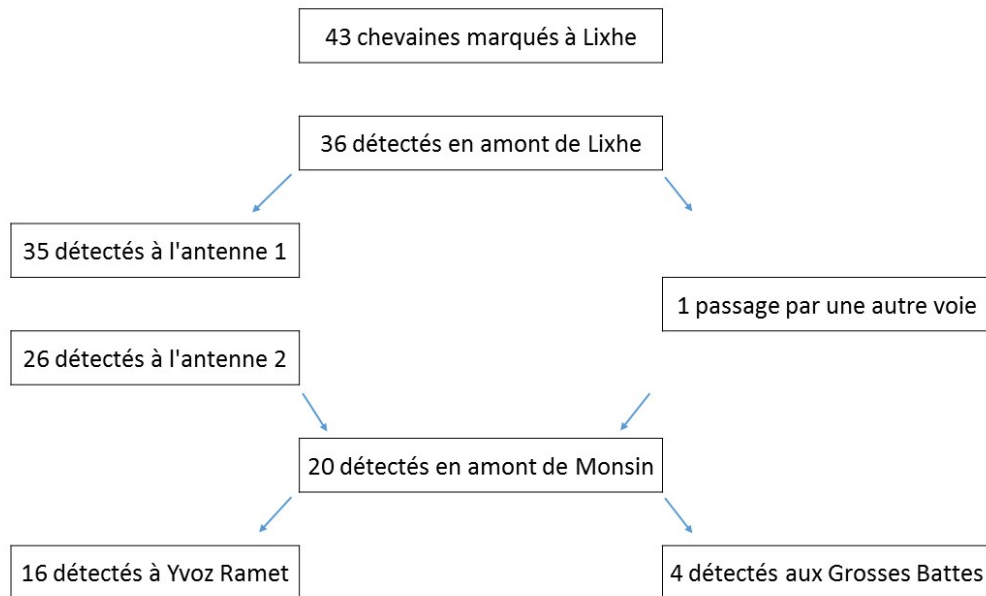 43 chevaines marqués à Lixhe
36 détectés en amont de Lixhe
35 détectés à l'antenne 1
1 passage par une autre voie
26 détectés à l'antenne 2
20 détectés en amont de Monsin
16 détectés à Yvoz Ramet
4 détectés aux Grosses Battes